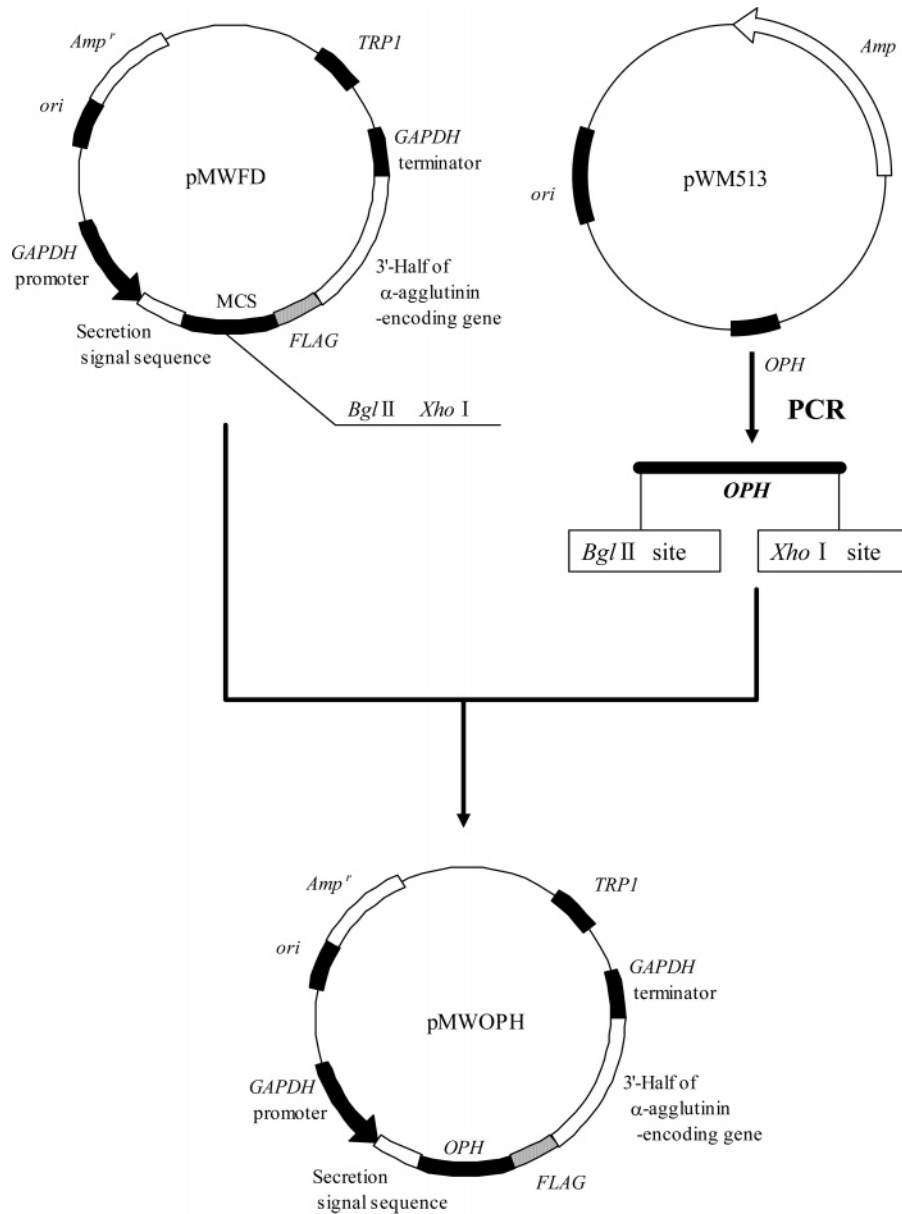 Amp r
TRP1
ori
GAPDH
terminator
pMWFD
GAPDH
promoter
3'-Half of
α-agglutinin
-encoding gene
MCS
Secretion
signal sequence
FLAG
Bgl II Xho I
Amp
ori
pWM513
OPH
PCR
OPH
Bgl II site
Xho I site
Amp r
TRP1
ori
GAPDH
terminator
pMWOPH
GAPDH
promoter
3'-Half of
α-agglutinin
-encoding gene
OPH
Secretion
signal sequence
FLAG